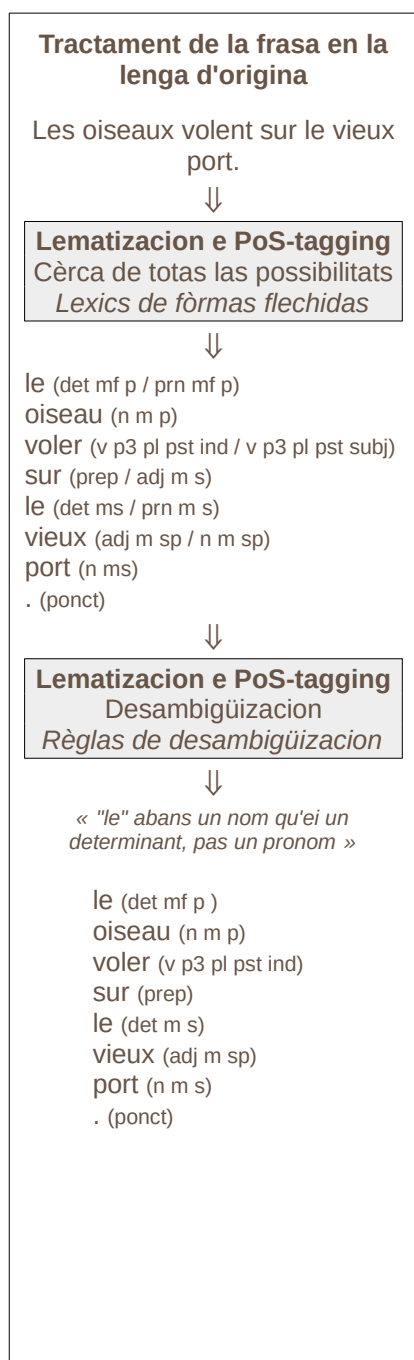 Tractament de la frasa en la
lenga d'origina
Les oiseaux volent sur le vieux
port.
⇓
Lematizacion e PoS-tagging
Cèrca de totas las possibilitats
Lexics de fòrmas flechidas
⇓
le (det mf p / prn mf p)
oiseau (n m p)
voler (v p3 pl pst ind / v p3 pl pst subj)
sur (prep / adj m s)
le (det ms / prn m s)
vieux (adj m sp / n m sp)
port (n ms)
. (ponct)
⇓
Lematizacion e PoS-tagging
Desambigüizacion
Règlas de desambigüizacion
⇓
« "le" abans un nom qu'ei un
determinant, pas un pronom »
le (det mf p )
oiseau (n m p)
voler (v p3 pl pst ind)
sur (prep)
le (det m s)
vieux (adj m sp)
port (n m s)
. (ponct)